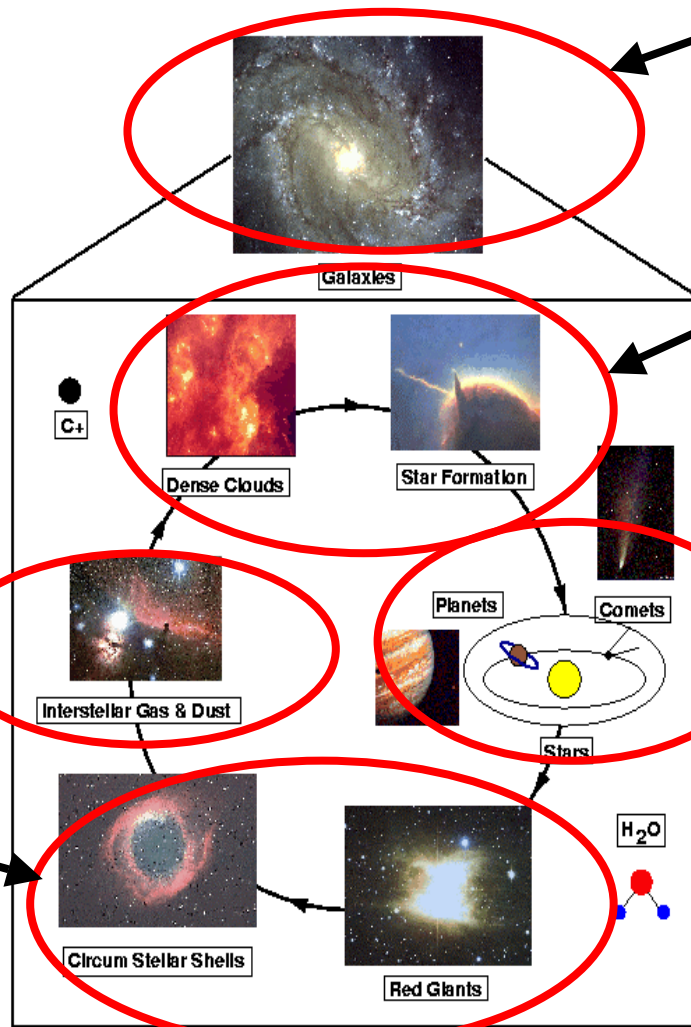 Galaxies
C+
Dense Clouds
Star Formation
Planets
Comets
Interstellar Gas & Dust
Stars
H₂O
Circum Stellar Shells
Red Giants